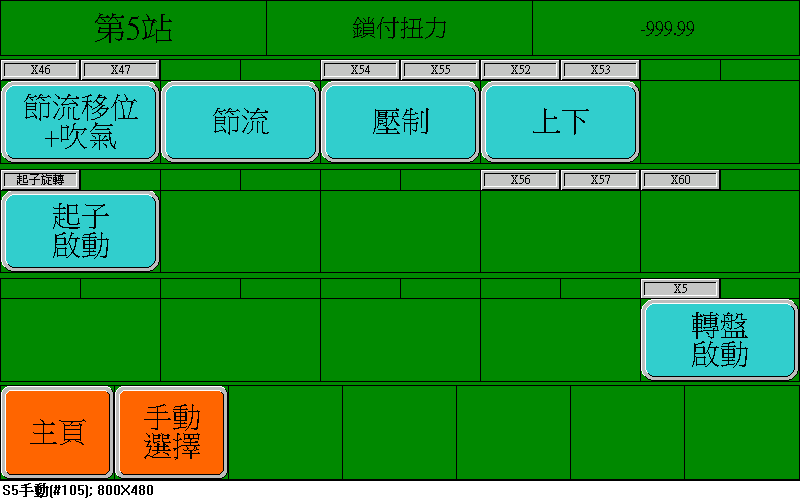 第5站 鎖付扭力 -999.99
X46 X47 X54 X55 X52 X53
節流移位
+吹氣
節流
壓制
上下
起子旋轉 X56 X57 X60
起子
啟動
X5
轉盤
啟動
主頁
手動
選擇
S5手動(#105); 800X480